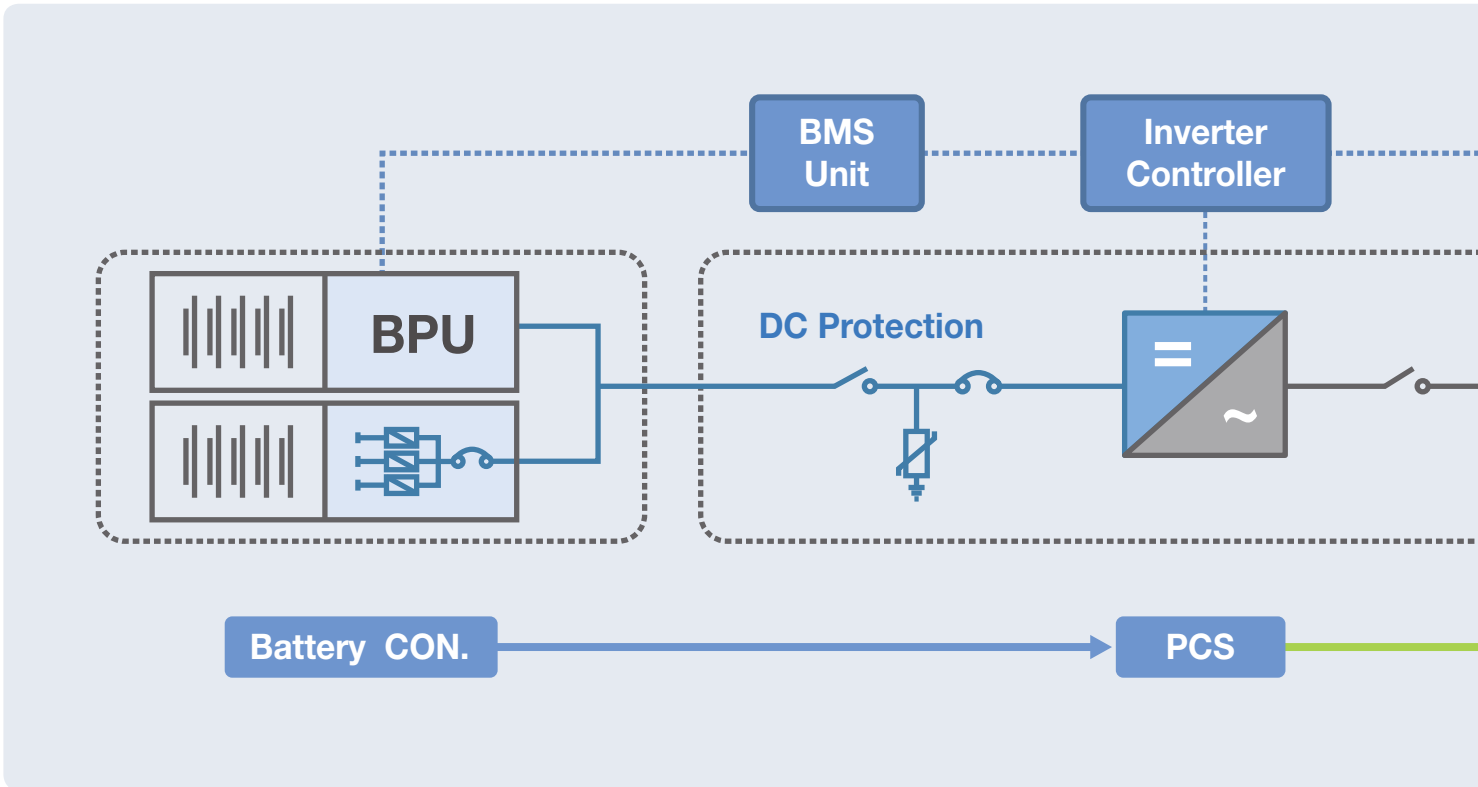 BMS
Unit
Inverter
Controller
BPU
DC Protection
=
~
Battery CON.
PCS